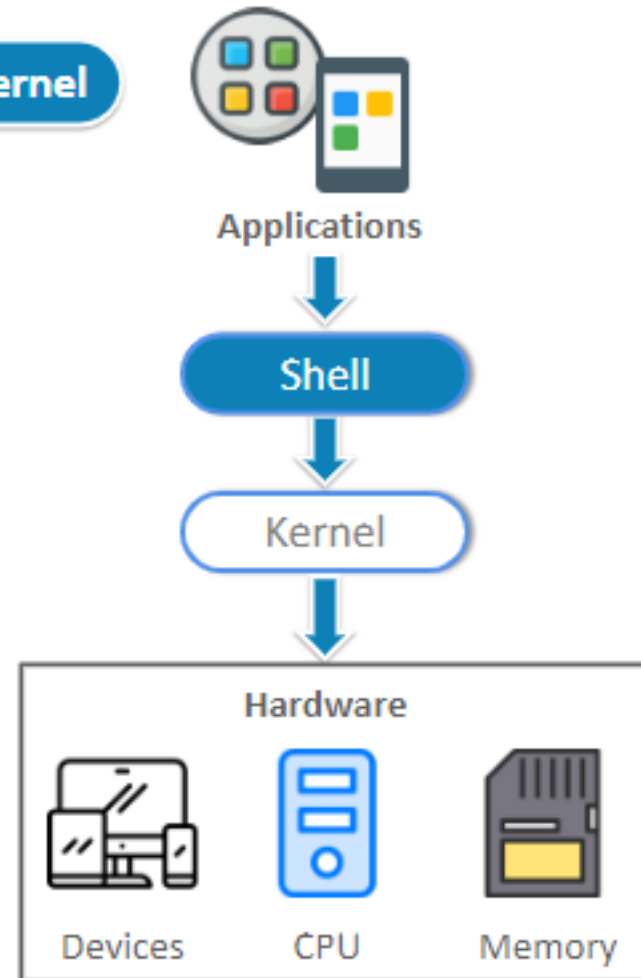 ernel
Applications
Shell
Kernel
Hardware
Devices CPU Memory